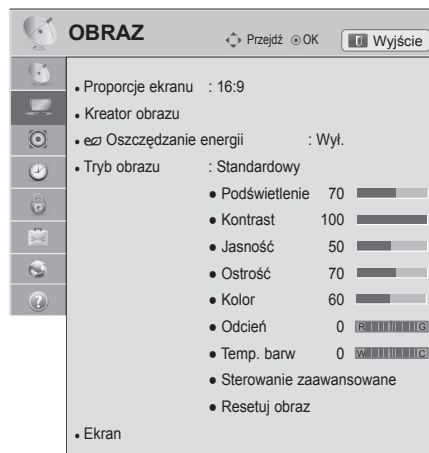 OBRAZ Przejdź OK Wyjście
• Proporcje ekranu : 16:9
• Kreator obrazu
• Oszczędzanie energii : Wył.
• Tryb obrazu : Standardowy
● Podświetlenie 70
● Kontrast 100
● Jasność 50
● Ostrość 70
● Kolor 60
● Odcień 0 R G
● Temp. barw 0 W C
● Sterowanie zaawansowane
● Resetuj obraz
• Ekran